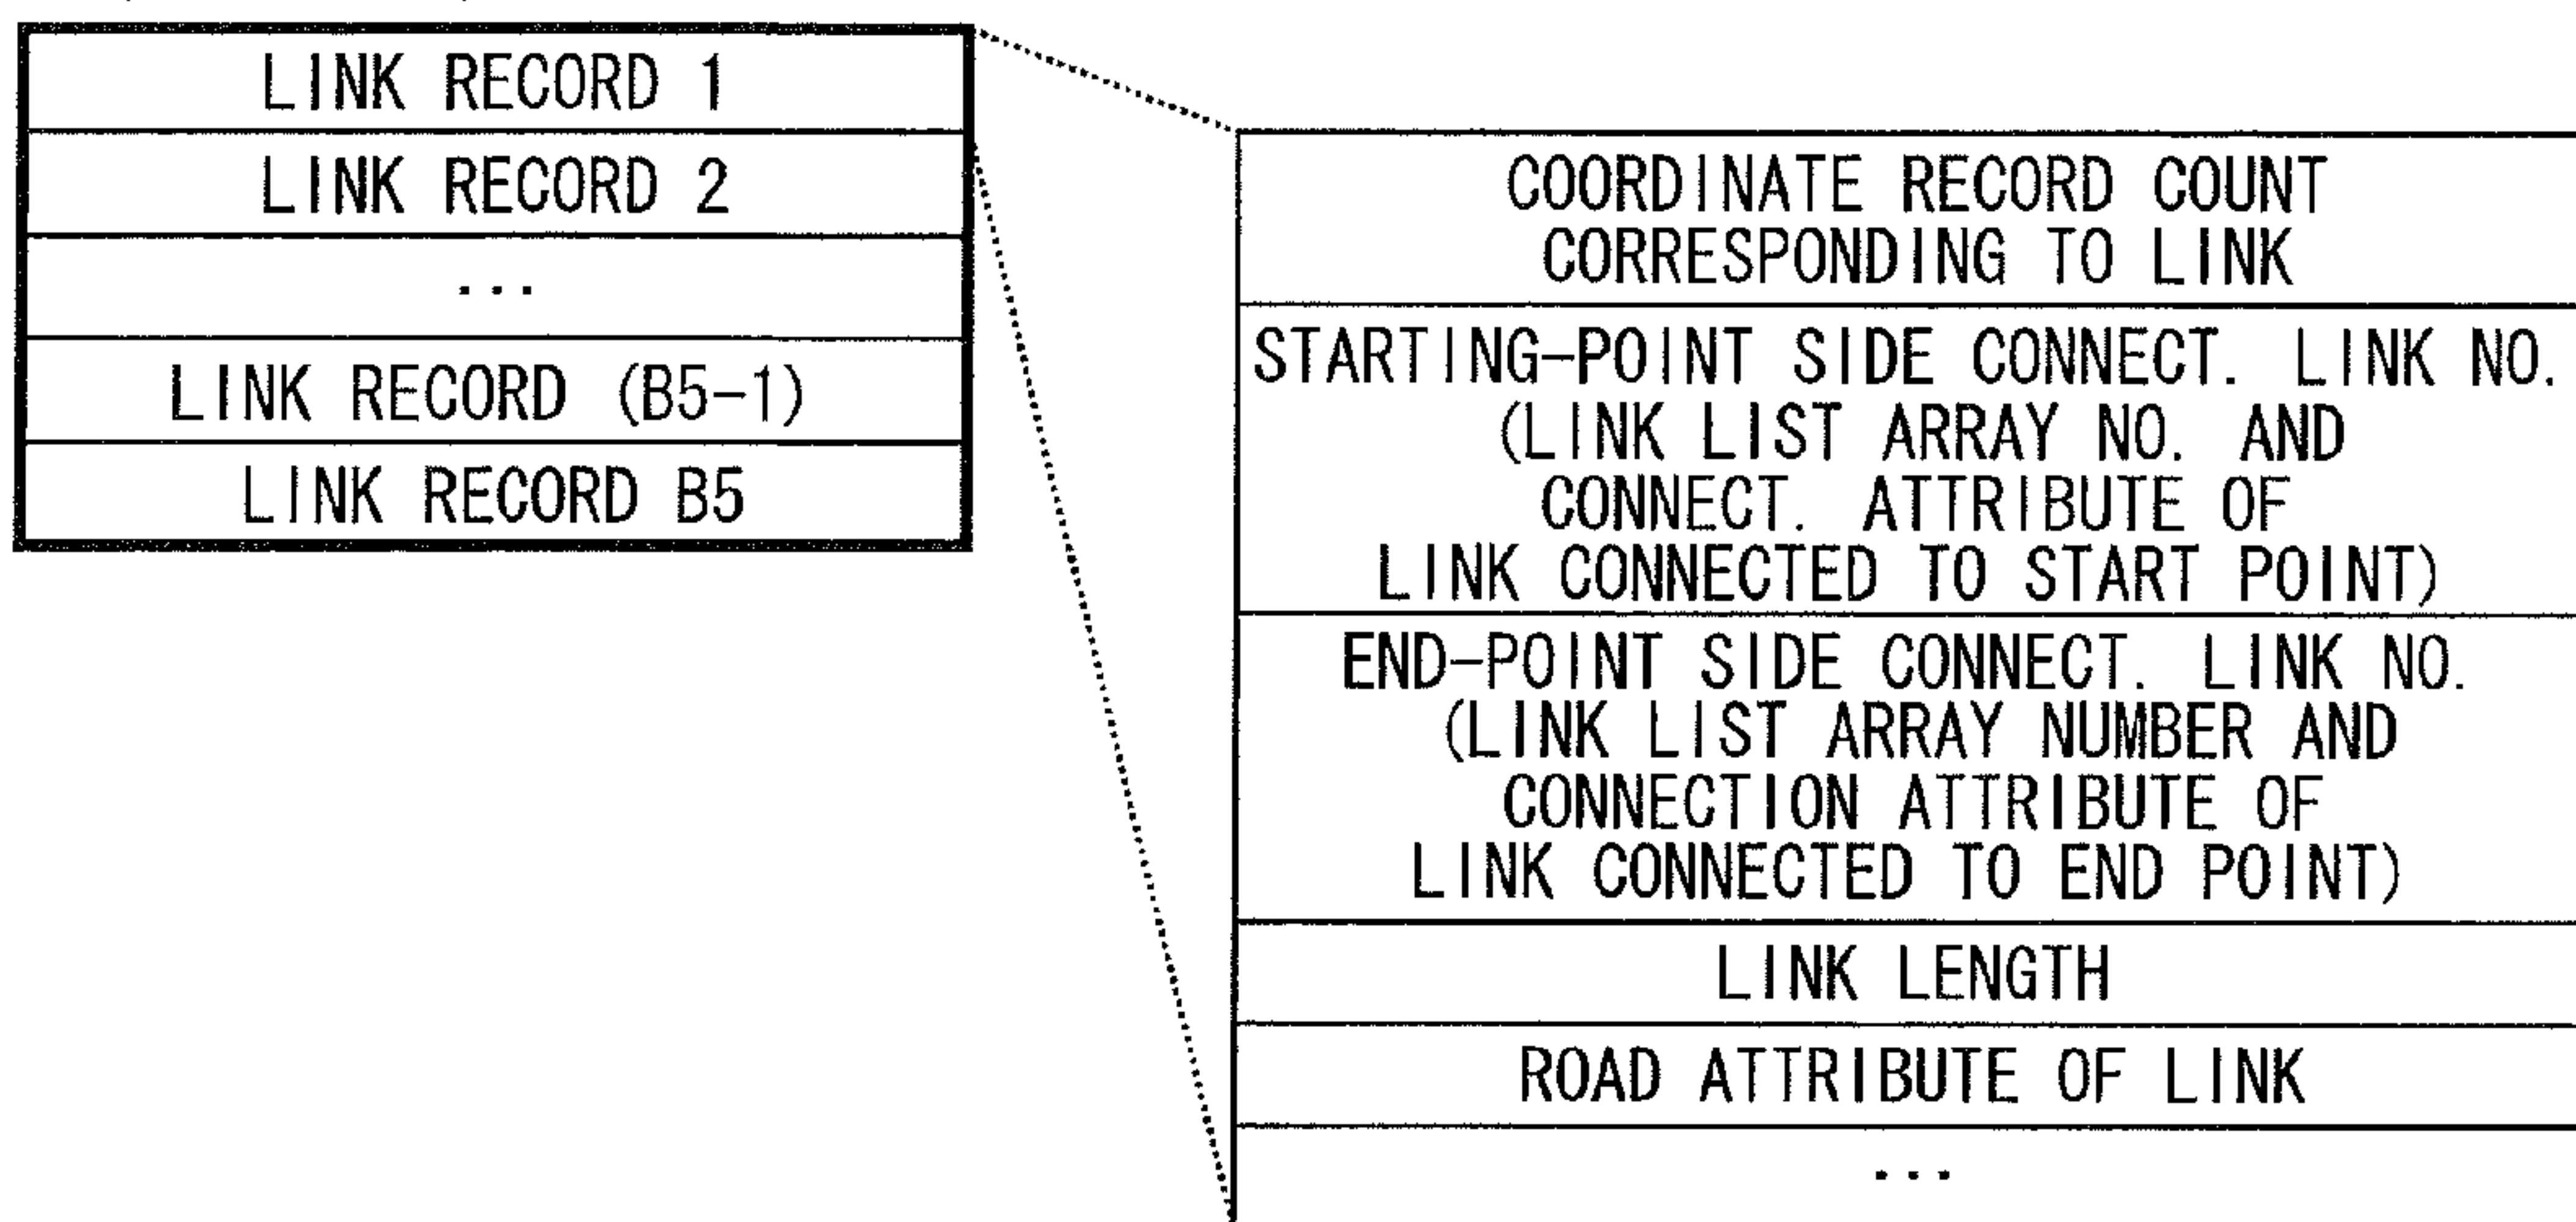 LINK RECORD 1
LINK RECORD 2
...
LINK RECORD (B5-1)
LINK RECORD B5
COORDINATE RECORD COUNT
CORRESPONDING TO LINK
STARTING-POINT SIDE CONNECT. LINK NO.
(LINK LIST ARRAY NO. AND
CONNECT. ATTRIBUTE OF
LINK CONNECTED TO START POINT)
END-POINT SIDE CONNECT. LINK NO.
(LINK LIST ARRAY NUMBER AND
CONNECTION ATTRIBUTE OF
LINK CONNECTED TO END POINT)
LINK LENGTH
ROAD ATTRIBUTE OF LINK
...